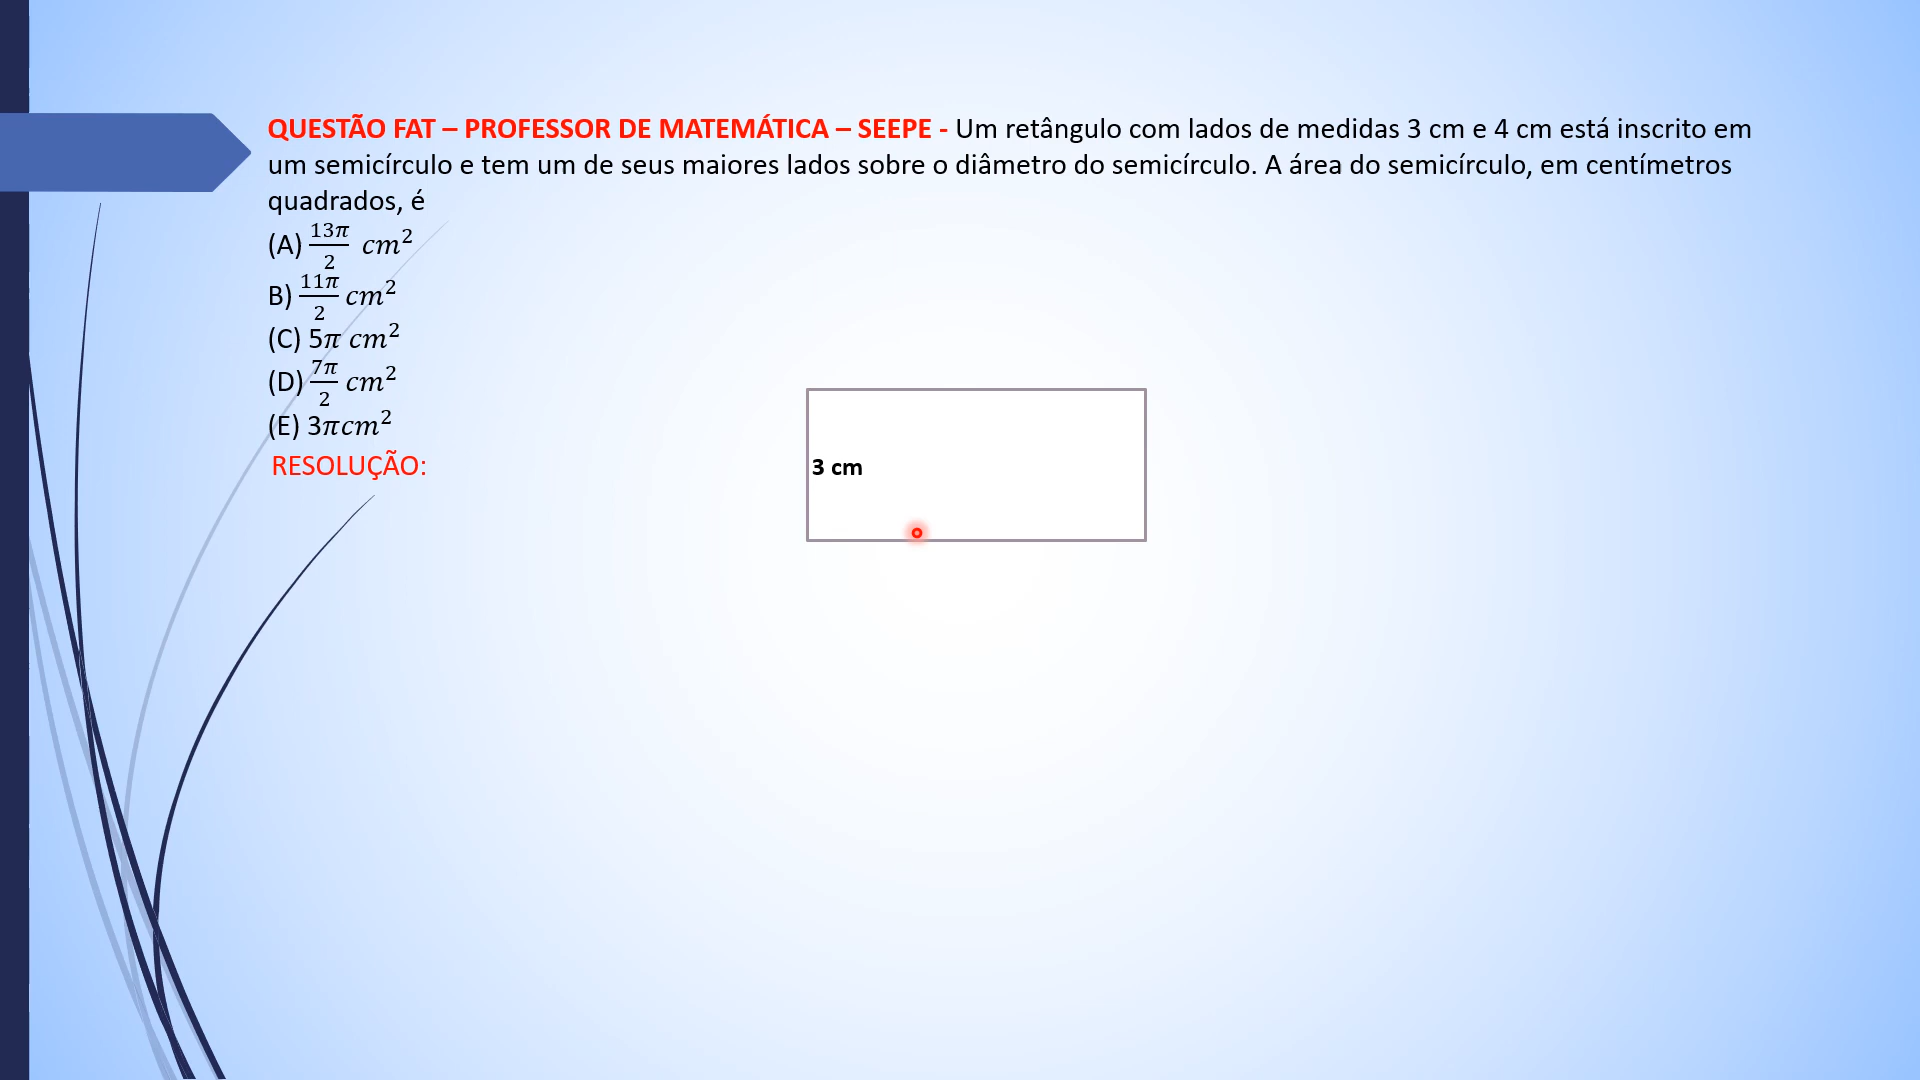 QUESTÃO FAT – PROFESSOR DE MATEMÁTICA – SEEPE - Um retângulo com lados de medidas 3 cm e 4 cm está inscrito em
um semicírculo e tem um de seus maiores lados sobre o diâmetro do semicírculo. A área do semicírculo, em centímetros
quadrados, é
(A) 13π/2 cm²
B) 11π/2 cm²
(C) 5π cm²
(D) 7π/2 cm²
(E) 3πcm²
RESOLUÇÃO:
3 cm